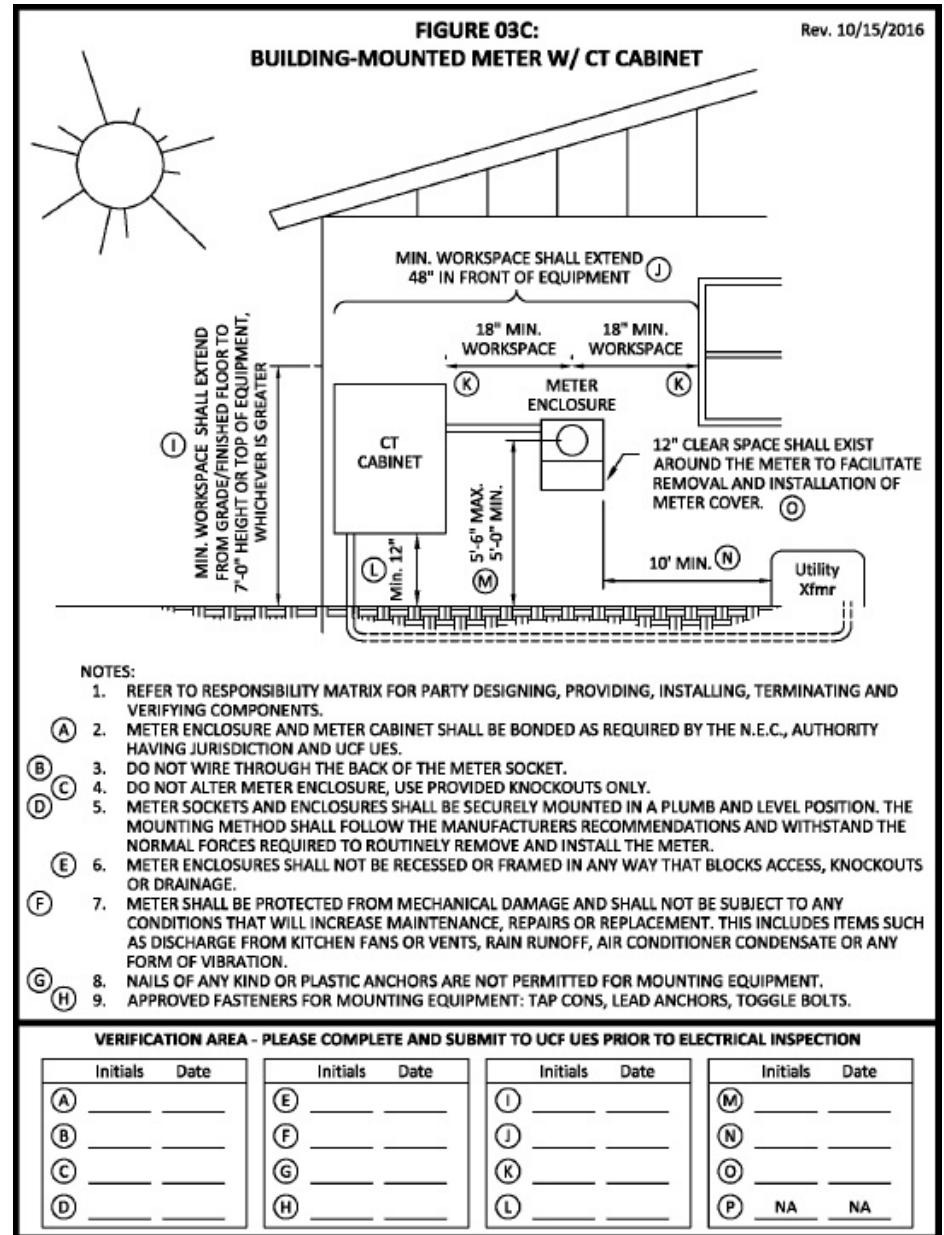 FIGURE 03C:
Rev. 10/15/2016
BUILDING-MOUNTED METER W/ CT CABINET
MIN. WORKSPACE SHALL EXTEND
48" IN FRONT OF EQUIPMENT
J
18" MIN.
WORKSPACE
18" MIN.
WORKSPACE
K
K
I
MIN. WORKSPACE SHALL EXTEND
FROM GRADE/FINISHED FLOOR TO
7'-0" HEIGHT OR TOP OF EQUIPMENT,
WHICHEVER IS GREATER
METER
ENCLOSURE
CT
CABINET
12" CLEAR SPACE SHALL EXIST
AROUND THE METER TO FACILITATE
REMOVAL AND INSTALLATION OF
METER COVER.
O
L
Min. 12"
5'-6" MAX.
5'-0" MIN.
M
10' MIN.
N
Utility
Xfmr
NOTES:
1. REFER TO RESPONSIBILITY MATRIX FOR PARTY DESIGNING, PROVIDING, INSTALLING, TERMINATING AND
VERIFYING COMPONENTS.
A 2. METER ENCLOSURE AND METER CABINET SHALL BE BONDED AS REQUIRED BY THE N.E.C., AUTHORITY
HAVING JURISDICTION AND UCF UES.
B 3. DO NOT WIRE THROUGH THE BACK OF THE METER SOCKET.
C 4. DO NOT ALTER METER ENCLOSURE, USE PROVIDED KNOCKOUTS ONLY.
D 5. METER SOCKETS AND ENCLOSURES SHALL BE SECURELY MOUNTED IN A PLUMB AND LEVEL POSITION. THE
MOUNTING METHOD SHALL FOLLOW THE MANUFACTURERS RECOMMENDATIONS AND WITHSTAND THE
NORMAL FORCES REQUIRED TO ROUTINELY REMOVE AND INSTALL THE METER.
E 6. METER ENCLOSURES SHALL NOT BE RECESSED OR FRAMED IN ANY WAY THAT BLOCKS ACCESS, KNOCKOUTS
OR DRAINAGE.
F 7. METER SHALL BE PROTECTED FROM MECHANICAL DAMAGE AND SHALL NOT BE SUBJECT TO ANY
CONDITIONS THAT WILL INCREASE MAINTENANCE, REPAIRS OR REPLACEMENT. THIS INCLUDES ITEMS SUCH
AS DISCHARGE FROM KITCHEN FANS OR VENTS, RAIN RUNOFF, AIR CONDITIONER CONDENSATE OR ANY
FORM OF VIBRATION.
G 8. NAILS OF ANY KIND OR PLASTIC ANCHORS ARE NOT PERMITTED FOR MOUNTING EQUIPMENT.
H 9. APPROVED FASTENERS FOR MOUNTING EQUIPMENT: TAP CONS, LEAD ANCHORS, TOGGLE BOLTS.
VERIFICATION AREA - PLEASE COMPLETE AND SUBMIT TO UCF UES PRIOR TO ELECTRICAL INSPECTION
Initials Date
A
B
C
D
Initials Date
E
F
G
H
Initials Date
I
J
K
L
Initials Date
M
N
O
P NA NA